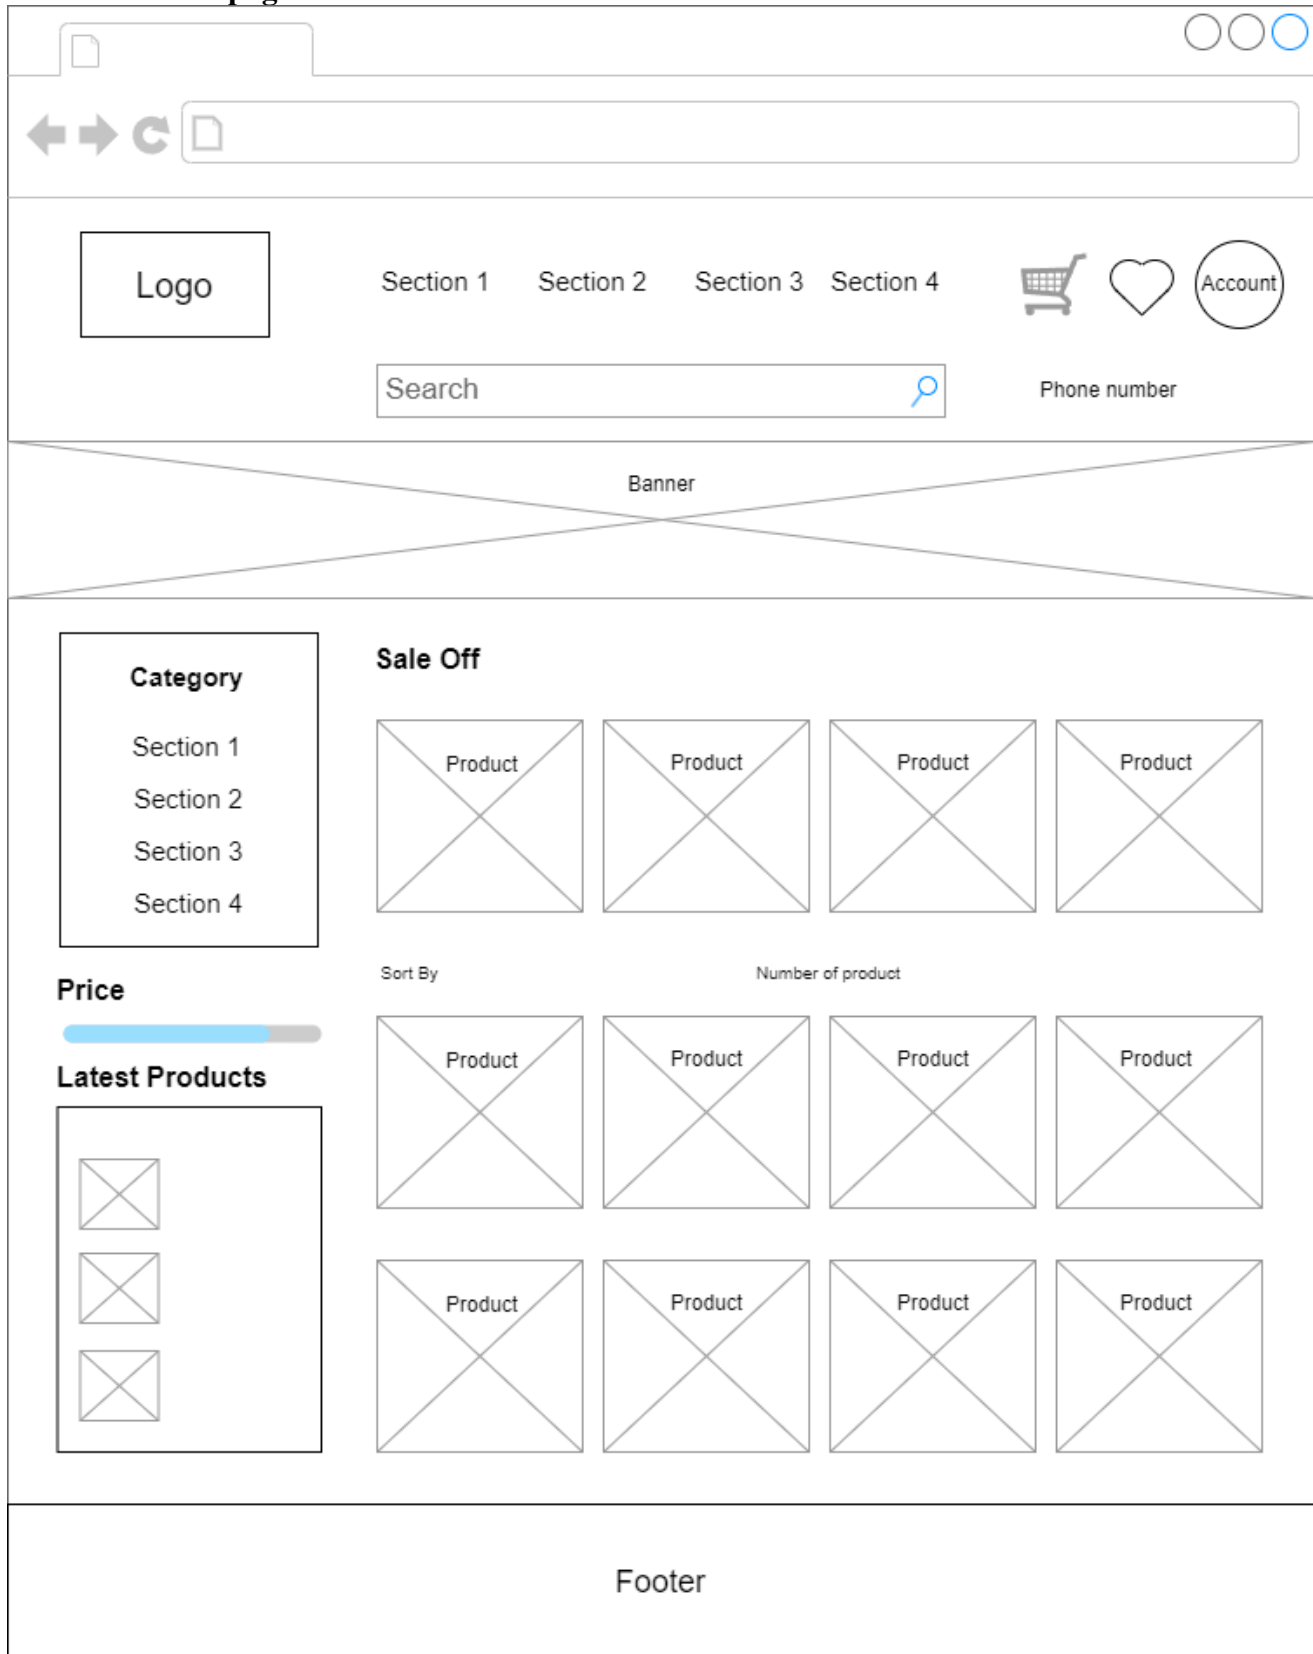 Logo
Section 1 Section 2 Section 3 Section 4
Account
Search
Phone number
Banner
Category
Section 1
Section 2
Section 3
Section 4
Price
Latest Products
Sale Off
Product Product Product Product
Sort By Number of product
Product Product Product Product
Product Product Product Product
Footer